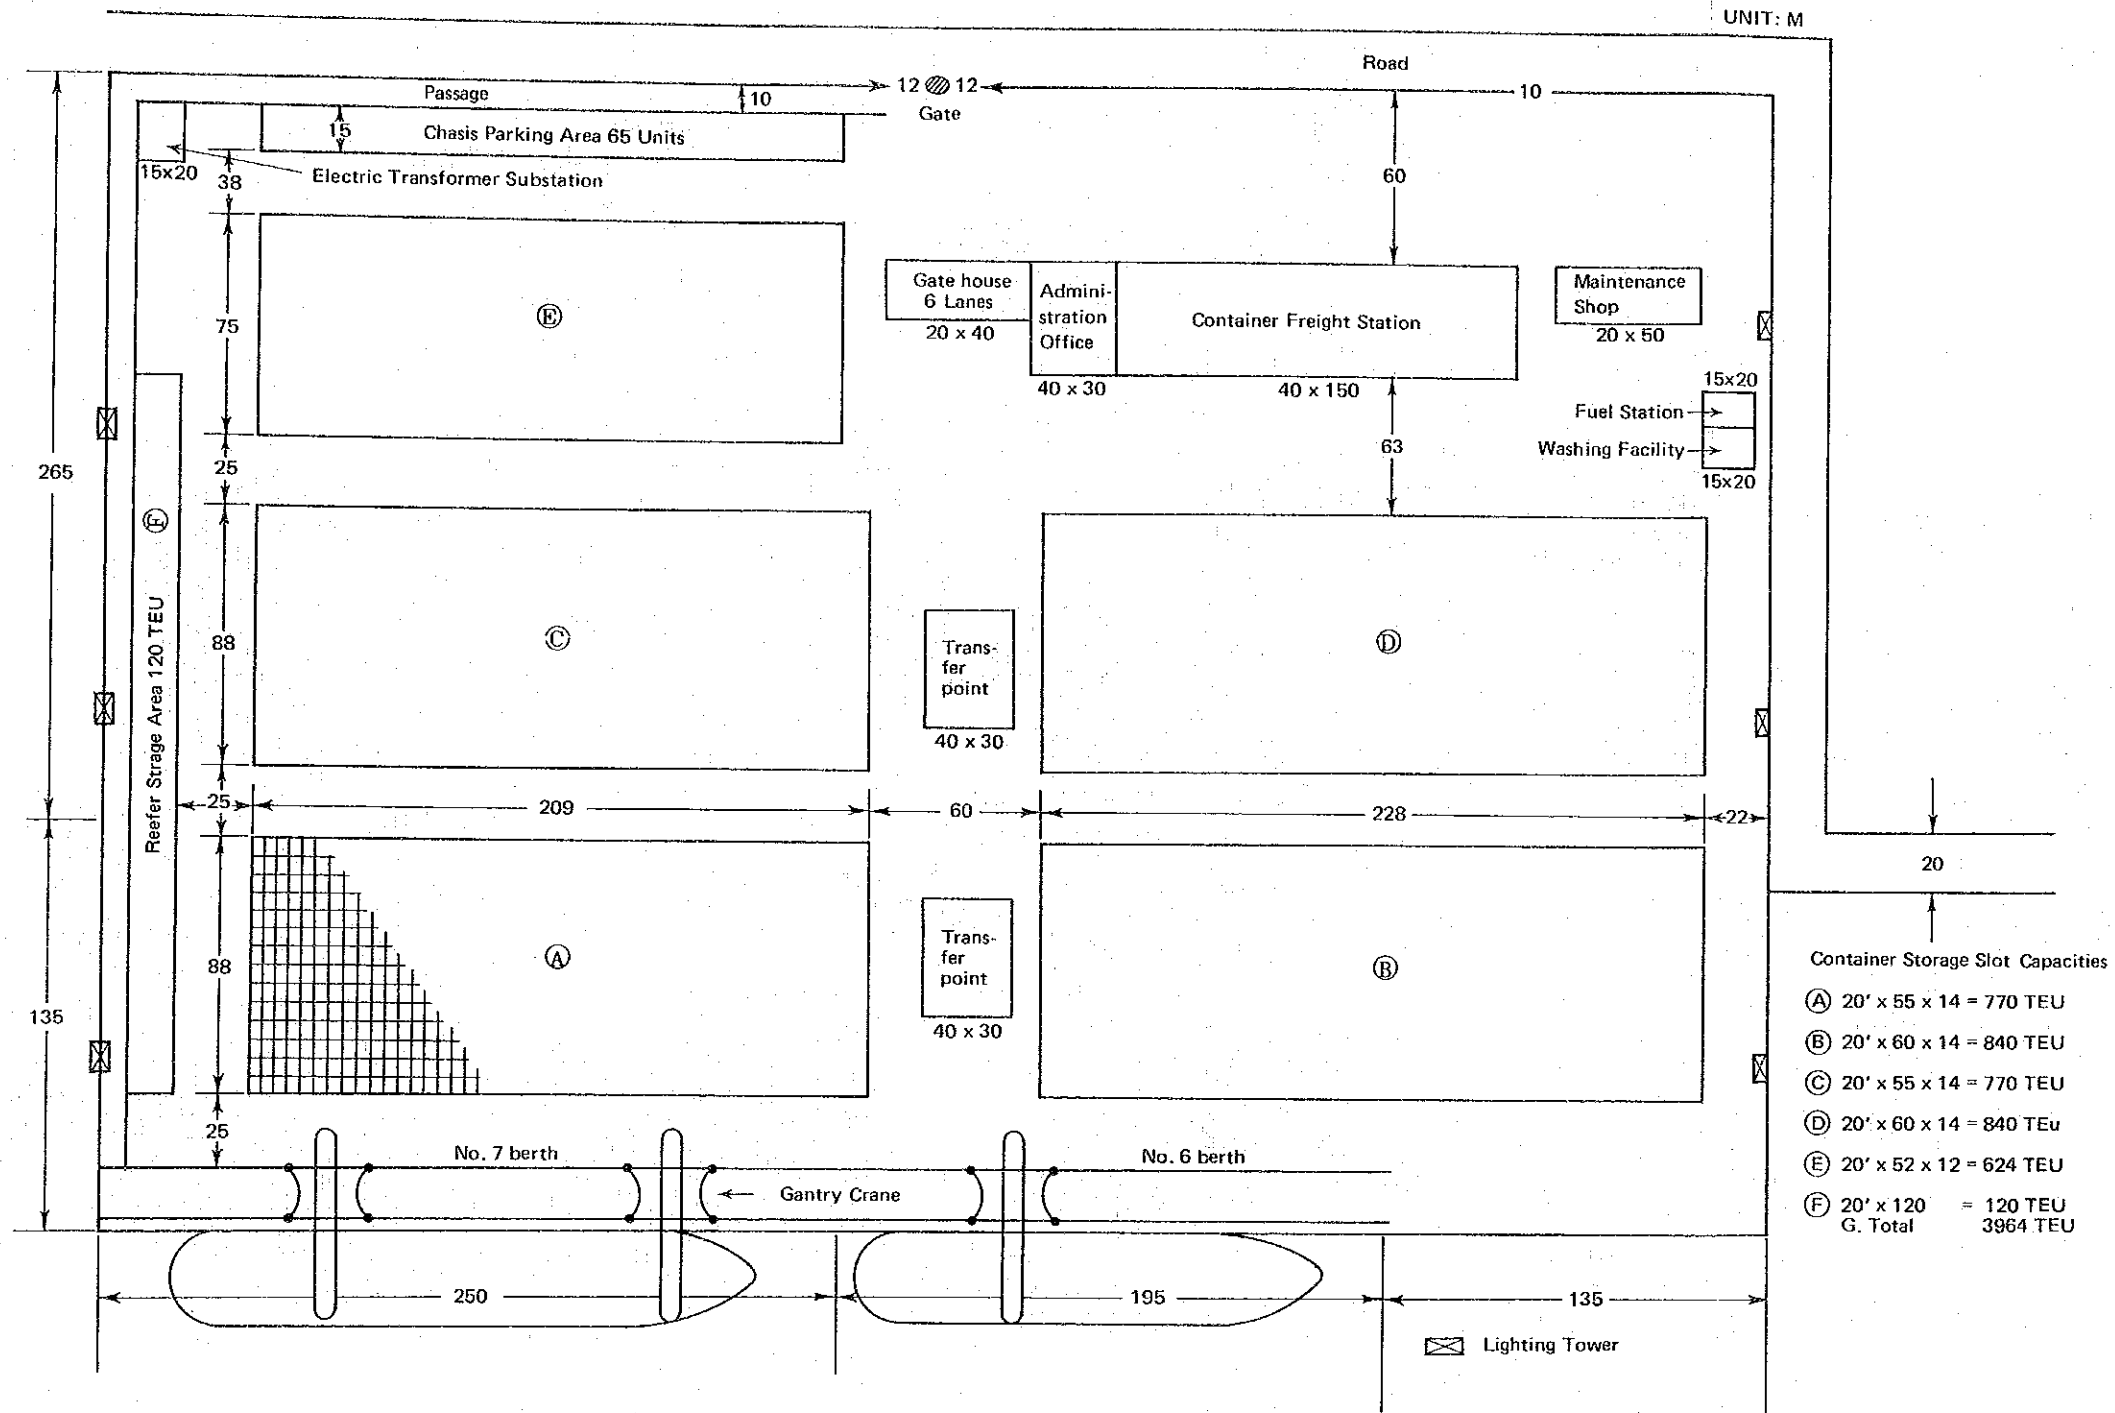 UNIT: M
Road
12 12
Gate
10
Passage
10
15
Chasis Parking Area 65 Units
15x20
38
Electric Transformer Substation
60
75
Ⓔ
Gate house
6 Lanes
20 x 40
Admini-
stration
Office
40 x 30
Container Freight Station
40 x 150
Maintenance
Shop
20 x 50
15x20
Fuel Station
Washing Facility
15x20
63
265
25
Ⓕ
Reefer Strage Area 120 TEU
88
Ⓒ
Trans-
fer
point
40 x 30
Ⓓ
25
209
60
228
22
20
135
88
Ⓐ
Trans-
fer
point
40 x 30
Ⓑ
25
No. 7 berth
No. 6 berth
Gantry Crane
250
195
135
Lighting Tower
Container Storage Slot Capacities
Ⓐ 20' x 55 x 14 = 770 TEU
Ⓑ 20' x 60 x 14 = 840 TEU
Ⓒ 20' x 55 x 14 = 770 TEU
Ⓓ 20' x 60 x 14 = 840 TEu
Ⓔ 20' x 52 x 12 = 624 TEU
Ⓕ 20' x 120 = 120 TEU
G. Total 3964 TEU